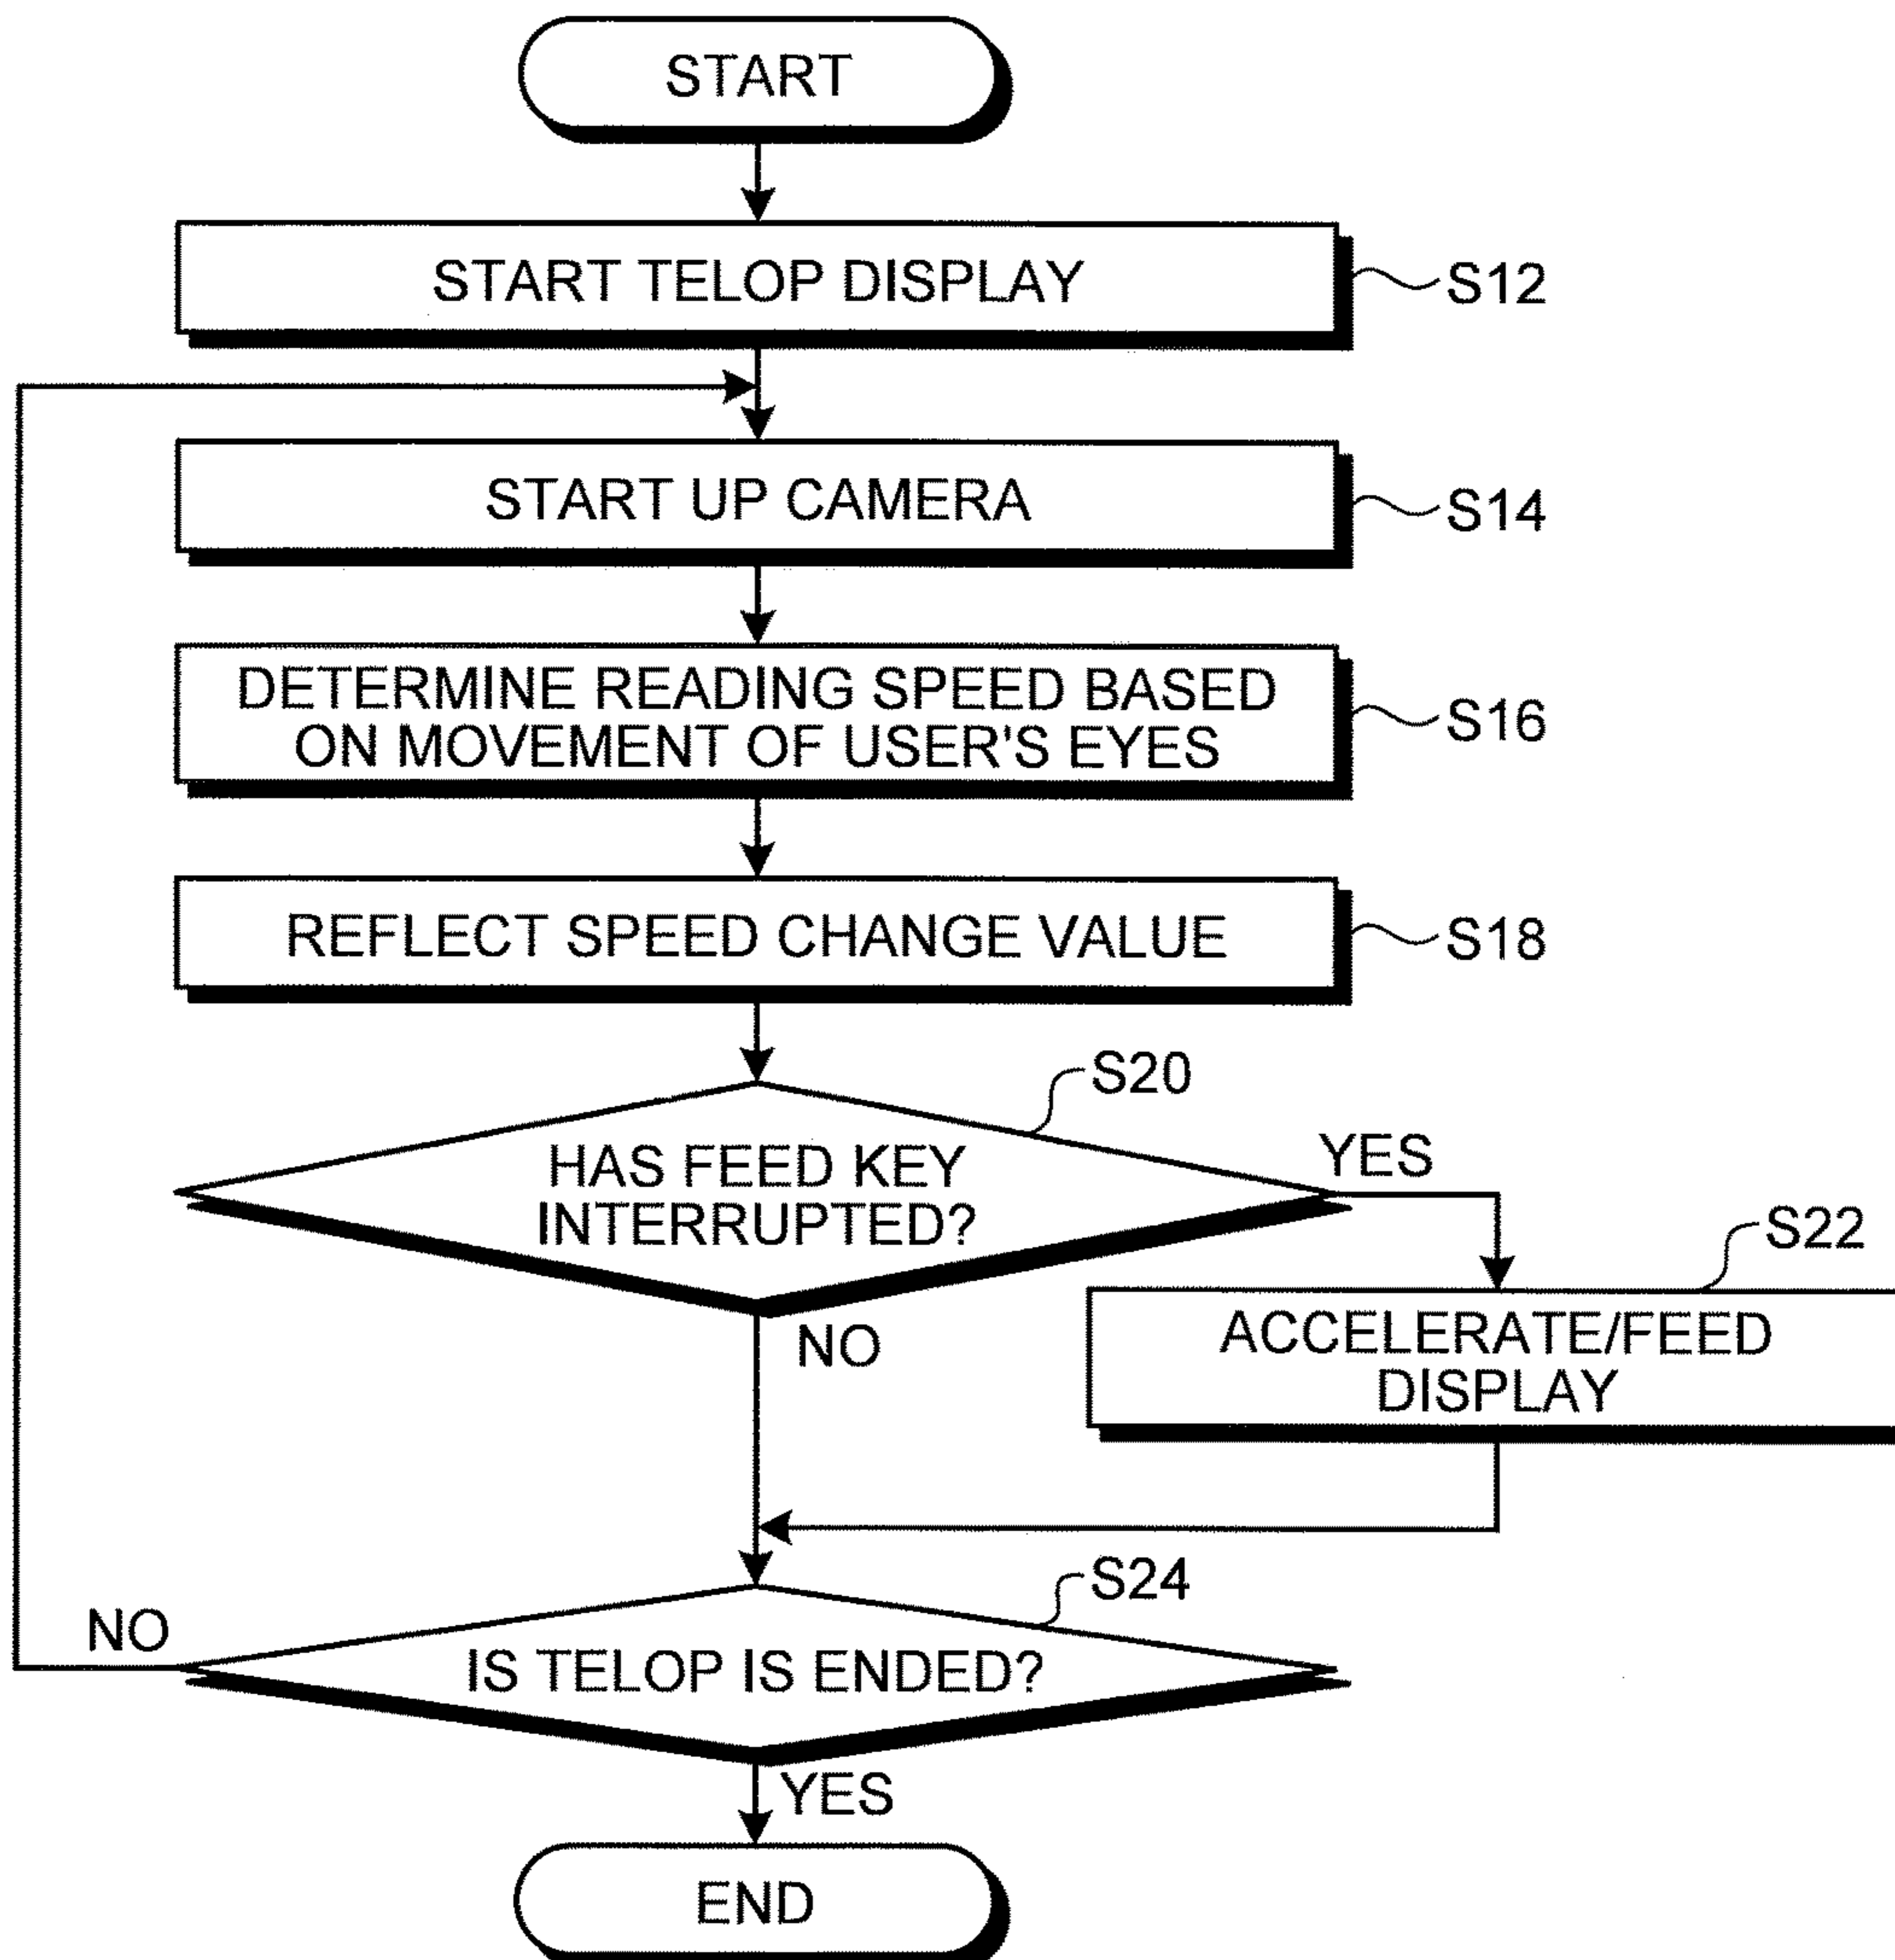 START
START TELOP DISPLAY
S12
START UP CAMERA
S14
DETERMINE READING SPEED BASED
ON MOVEMENT OF USER'S EYES
S16
REFLECT SPEED CHANGE VALUE
S18
S20
HAS FEED KEY
INTERRUPTED?
YES
S22
NO
ACCELERATE/FEED
DISPLAY
S24
NO
IS TELOP IS ENDED?
YES
END